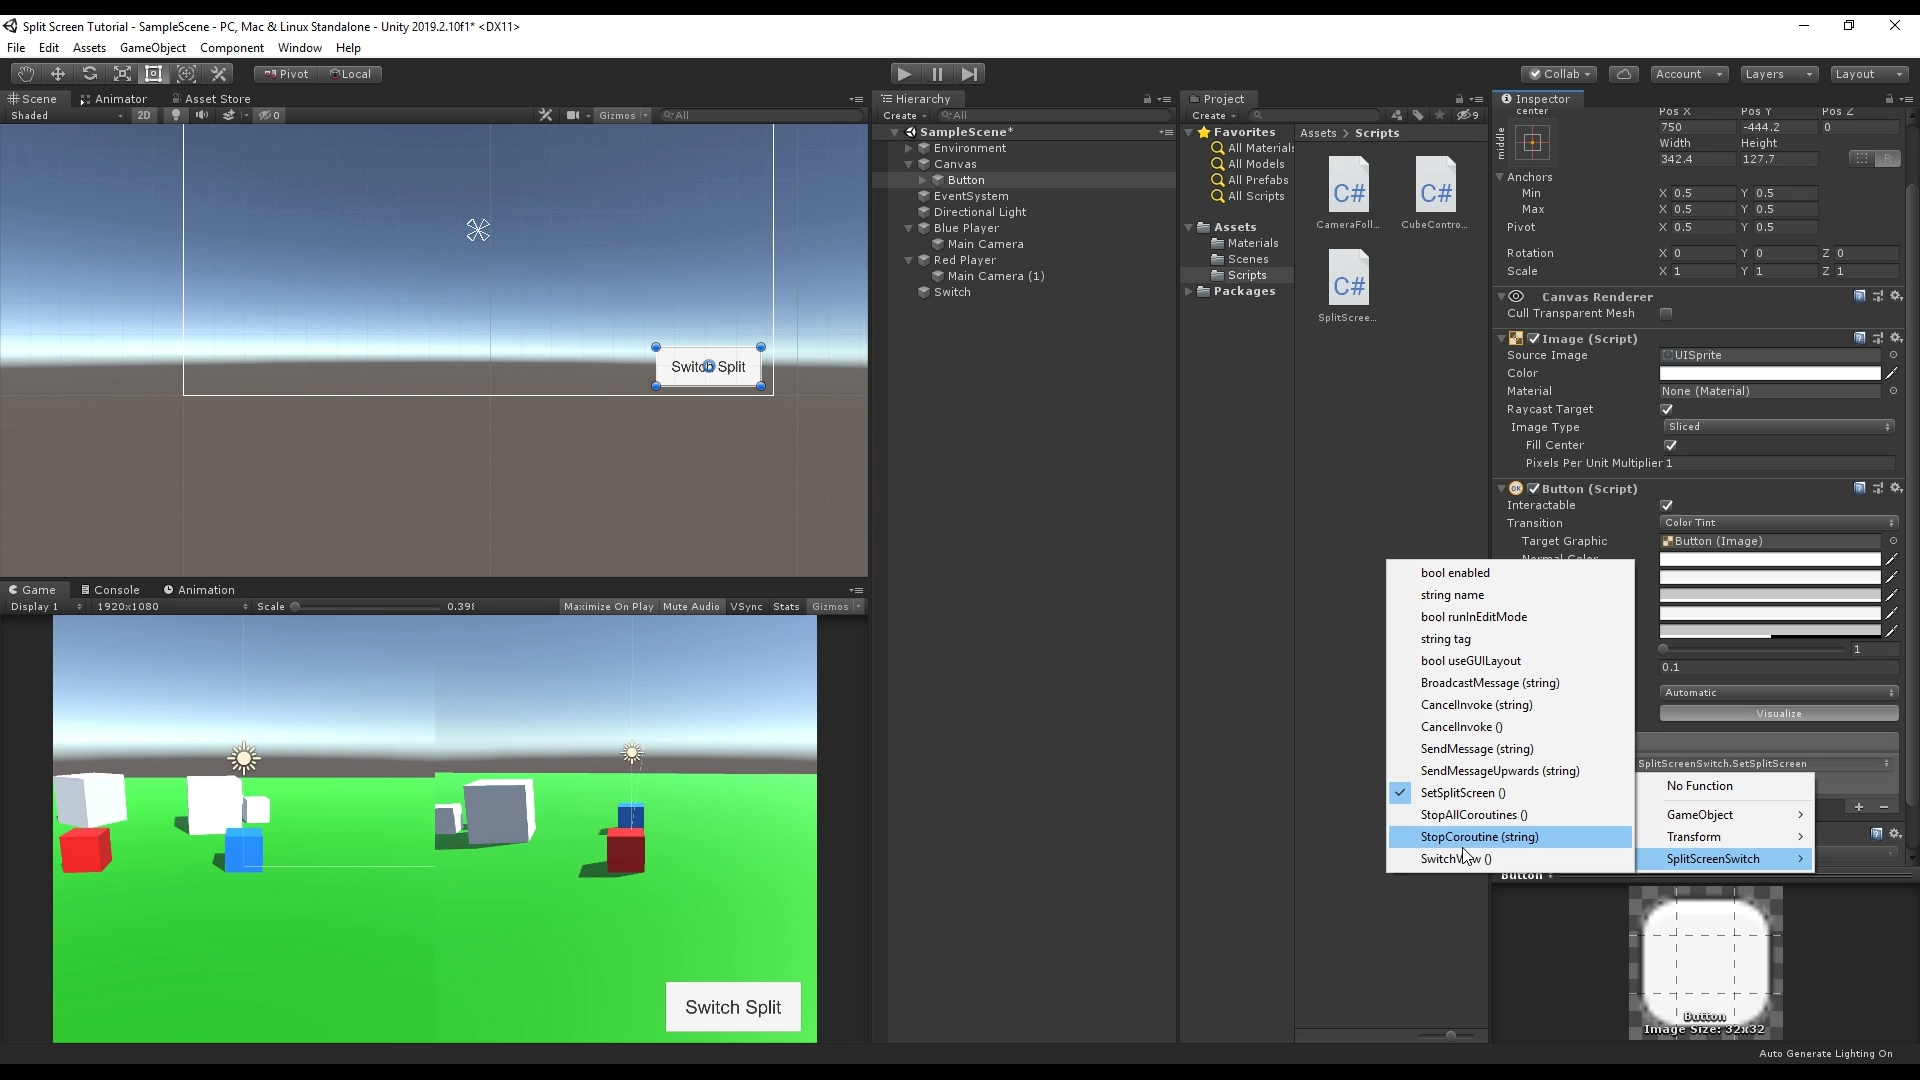 Split Screen Tutorial - SampleScene - PC, Mac & Linux Standalone - Unity 2019.2.10f1* <DX11>
File Edit Assets GameObject Component Window Help
Pivot Local
Collab Account Layers Layout
Scene Animator Asset Store
Shaded 2D 0 Gizmos All
Switch Split
Game Console Animation
Display 1 1920x1080 Scale 0.398 Maximize On Play Mute Audio VSync Stats Gizmos
Switch Split
Hierarchy
Create All
SampleScene*
Environment
Canvas
Button
EventSystem
Directional Light
Blue Player
Main Camera
Red Player
Main Camera (1)
Switch
Project
Create 9
Favorites
All Materials
All Models
All Prefabs
All Scripts
Assets
Materials
Scenes
Scripts
Packages
Assets > Scripts
C#
CameraFoll...
C#
CubeContro...
C#
SplitScree...
Inspector
center Pos X Pos Y Pos Z
middle 750 -444.2 0
Width Height
342.4 127.7 R
Anchors
Min X 0.5 Y 0.5
Max X 0.5 Y 0.5
Pivot X 0.5 Y 0.5
Rotation X 0 Y 0 Z 0
Scale X 1 Y 1 Z 1
Canvas Renderer
Cull Transparent Mesh
Image (Script)
Source Image UISprite
Color
Material None (Material)
Raycast Target
Image Type Sliced
Fill Center
Pixels Per Unit Multiplier 1
OK Button (Script)
Interactable
Transition Color Tint
Target Graphic Button (Image)
Normal Color
1
0.1
Automatic
Visualize
SplitScreenSwitch.SetSplitScreen
bool enabled
string name
bool runInEditMode
string tag
bool useGUILayout
BroadcastMessage (string)
CancelInvoke (string)
CancelInvoke ()
SendMessage (string)
SendMessageUpwards (string)
SetSplitScreen ()
StopAllCoroutines ()
StopCoroutine (string)
()
No Function
GameObject
Transform
SplitScreenSwitch
Button
Button
Image Size: 32x32
Auto Generate Lighting On